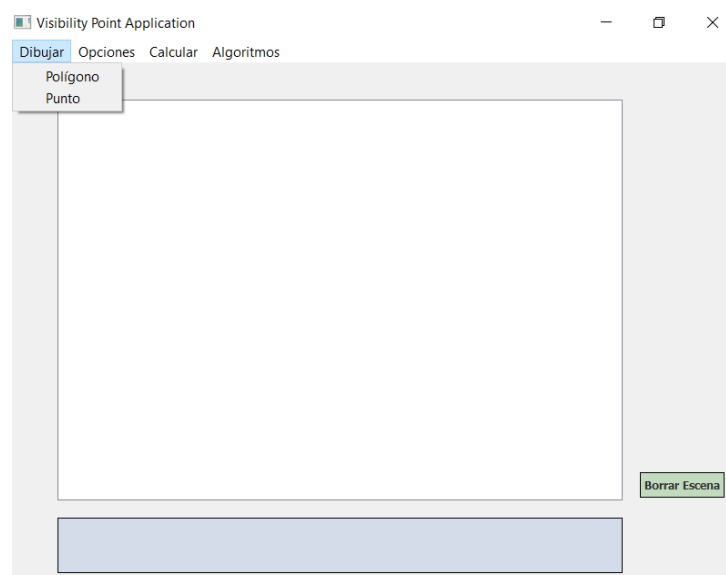 Visibility Point Application
Dibujar Opciones Calcular Algoritmos
Polígono
Punto
Borrar Escena